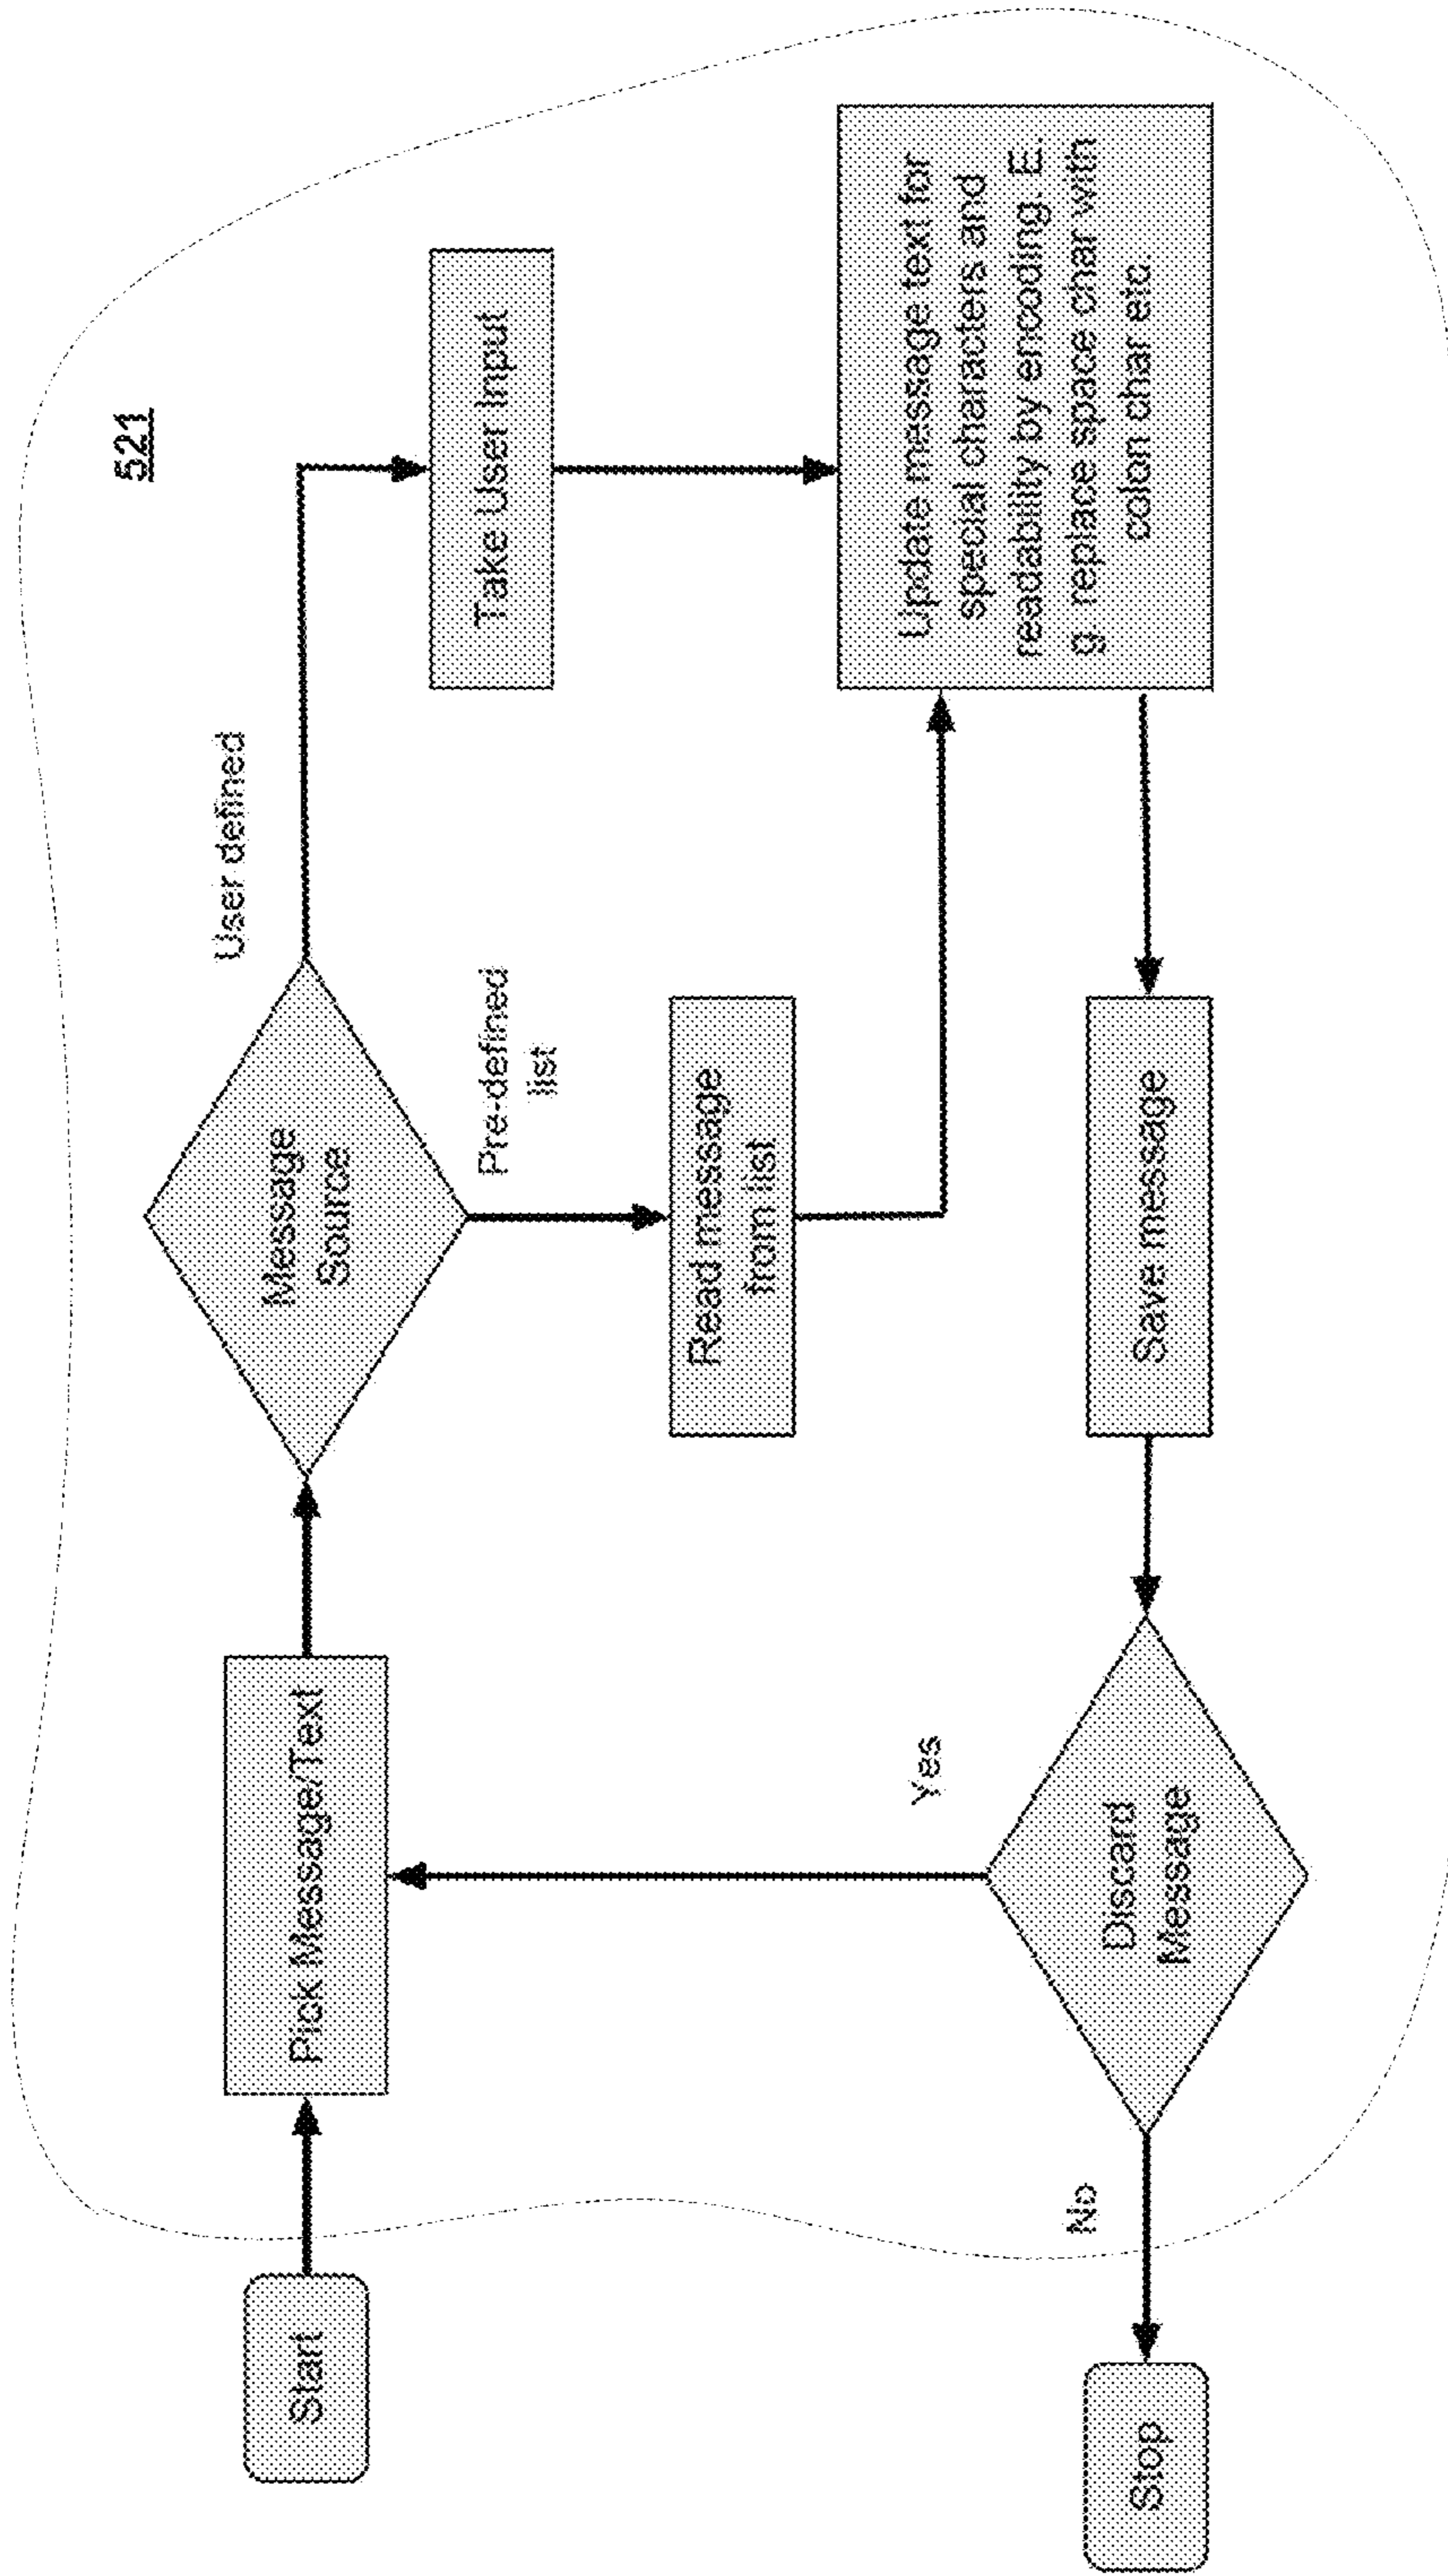 521
Start
Pick Message/Text
Message
Source
User defined
Pre-defined
list
Take User Input
Read message
from list
Update message text for
special characters and
readability by encoding. E.
g. replace space char with
colon char etc.
Save message
Discard
Message
Yes
No
Stop